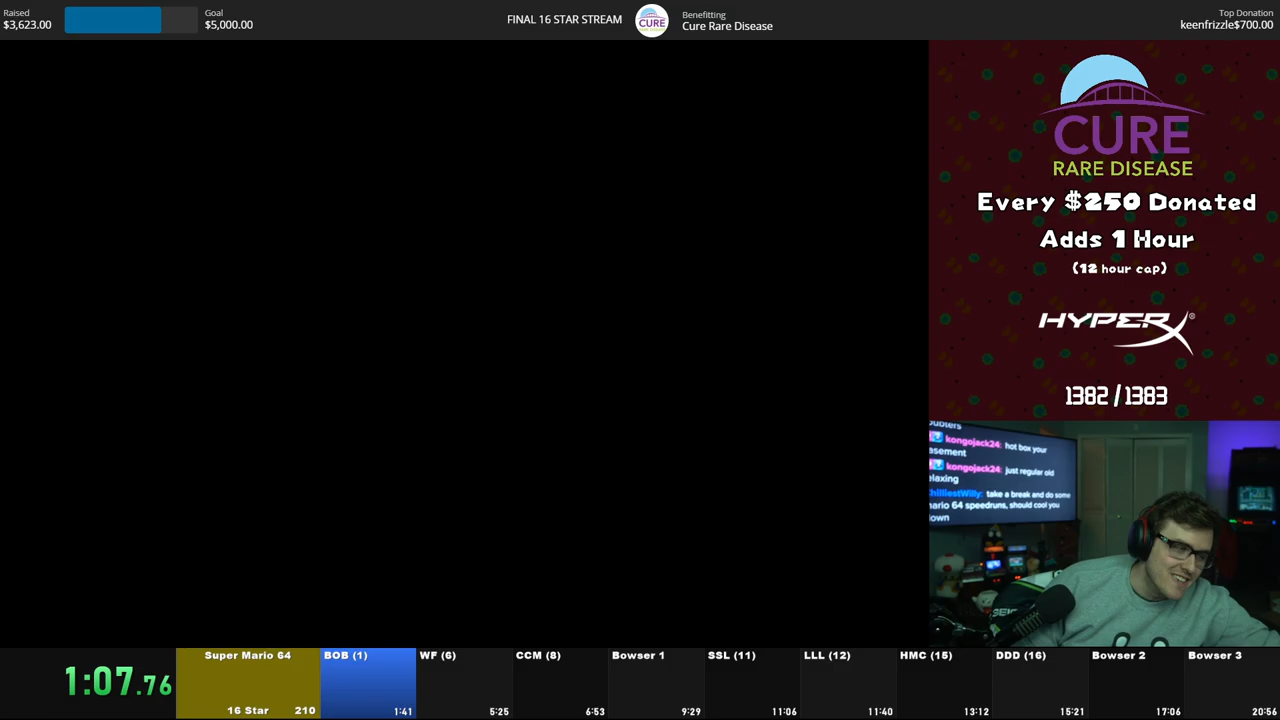 Raised
$3,623.00
Goal
$5,000.00
FINAL 16 STAR STREAM
CURE
RARE DISEASE
Benefitting
Cure Rare Disease
Top Donation
keenfrizzle$700.00
CURE
RARE DISEASE
Every $250 Donated
Adds 1 Hour
(12 hour cap)
HYPERX®
1382 / 1383
kongojack24: hot box your
kongojack24: just regular old
take a break and do some
64 speedruns, should cool you
1:07.76
Super Mario 64
16 Star 210
BOB (1)
1:41
WF (6)
5:25
CCM (8)
6:53
Bowser 1
9:29
SSL (11)
11:06
LLL (12)
11:40
HMC (15)
13:12
DDD (16)
15:21
Bowser 2
17:06
Bowser 3
20:56